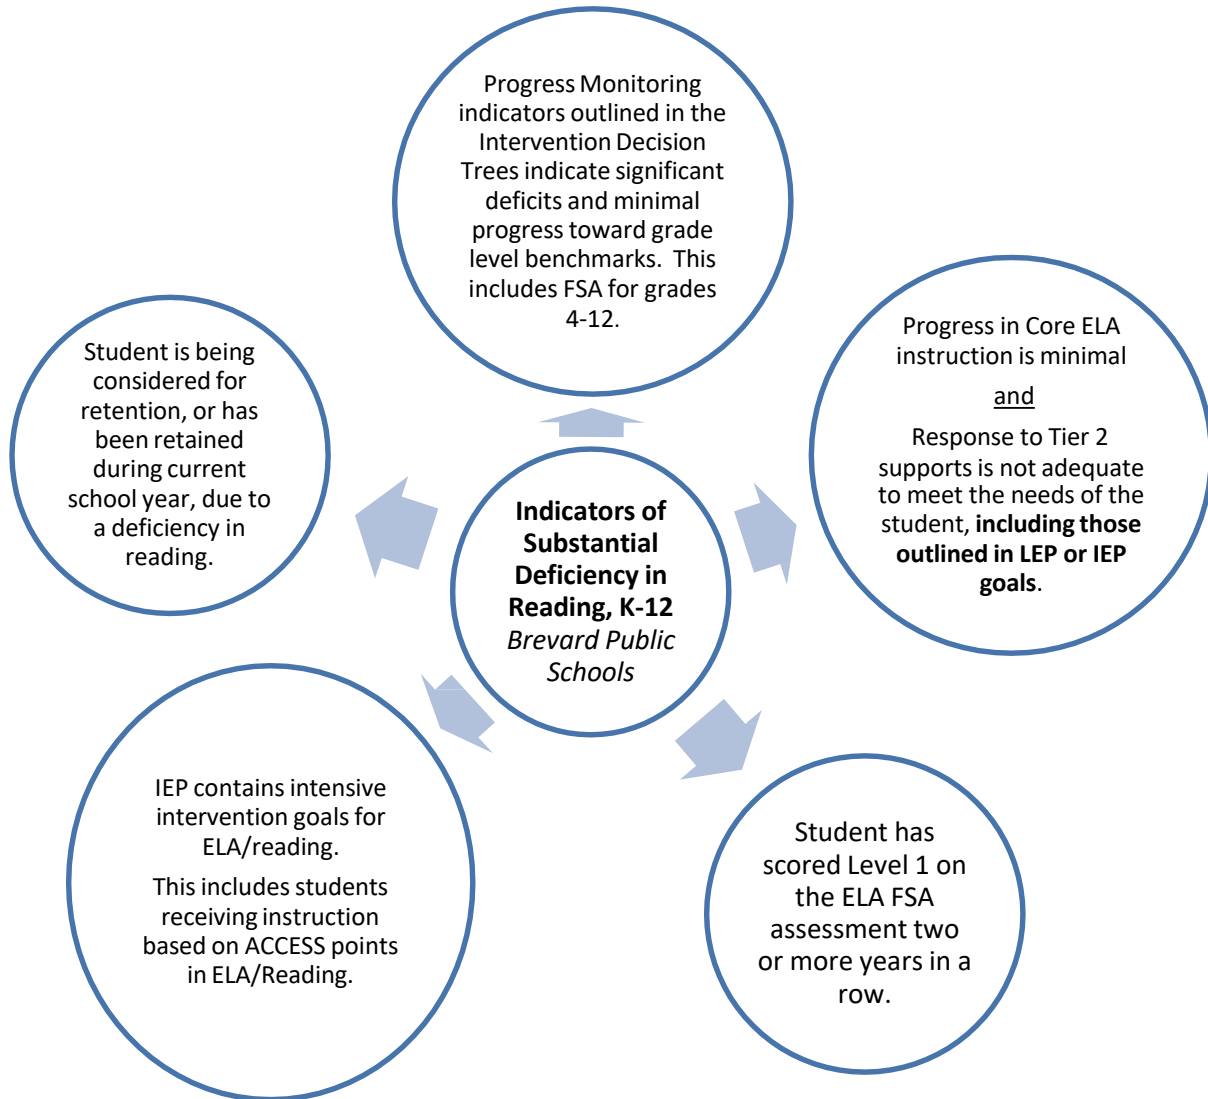 Progress Monitoring
indicators outlined in the
Intervention Decision
Trees indicate significant
deficits and minimal
progress toward grade
level benchmarks.  This
includes FSA for grades
4-12.
Progress in Core ELA
instruction is minimal
and
Response to Tier 2
supports is not adequate
to meet the needs of the
student, including those
outlined in LEP or IEP
goals.
Student has
scored Level 1 on
the ELA FSA
assessment two
or more years in a
row.
IEP contains intensive
intervention goals for
ELA/reading.
This includes students
receiving instruction
based on ACCESS points
in ELA/Reading.
Student is being
considered for
retention, or has
been retained
during current
school year, due to
a deficiency in
reading.
Indicators of
Substantial
Deficiency in
Reading, K-12
Brevard Public
Schools